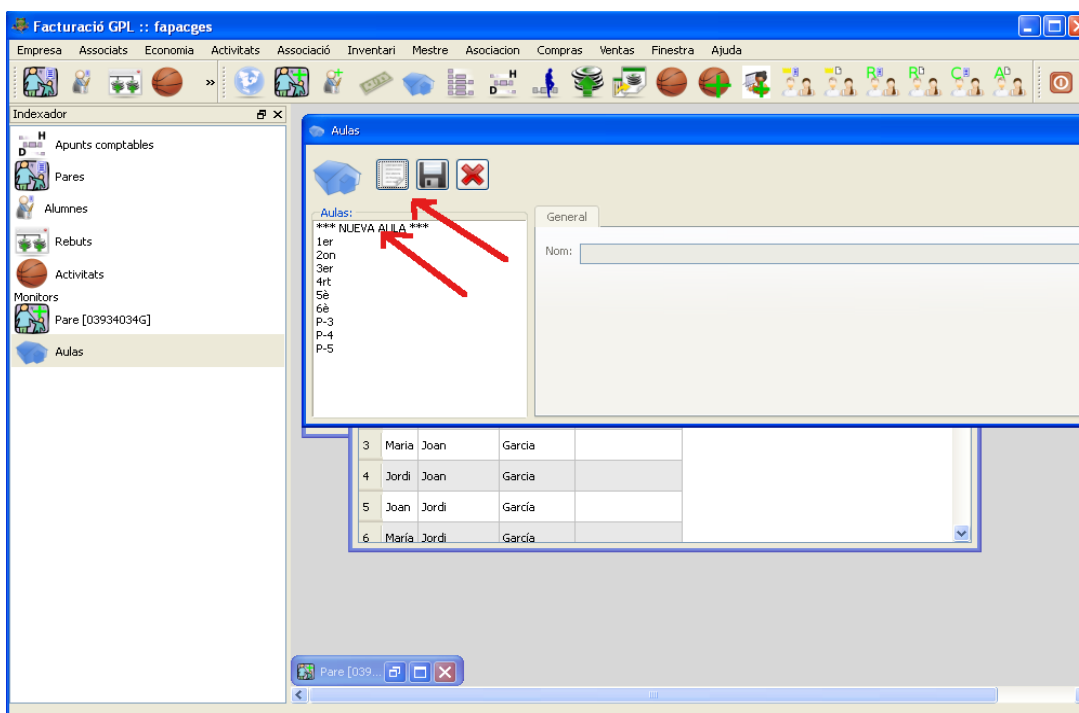 Facturació GPL :: fapacges
Empresa Associats Economia Activitats Associació Inventari Mestre Asociacion Compras Ventas Finestra Ajuda
»
Indexador
Apunts comptables
Pares
Alumnes
Rebuts
Activitats
Monitors
Pare [03934034G]
Aulas
Aulas
Aulas:
*** NUEVA AULA ***
1er
2on
3er
4rt
5è
6è
P-3
P-4
P-5
General
Nom:
3 Maria Joan Garcia
4 Jordi Joan Garcia
5 Joan Jordi García
6 María Jordi García
Pare [039...